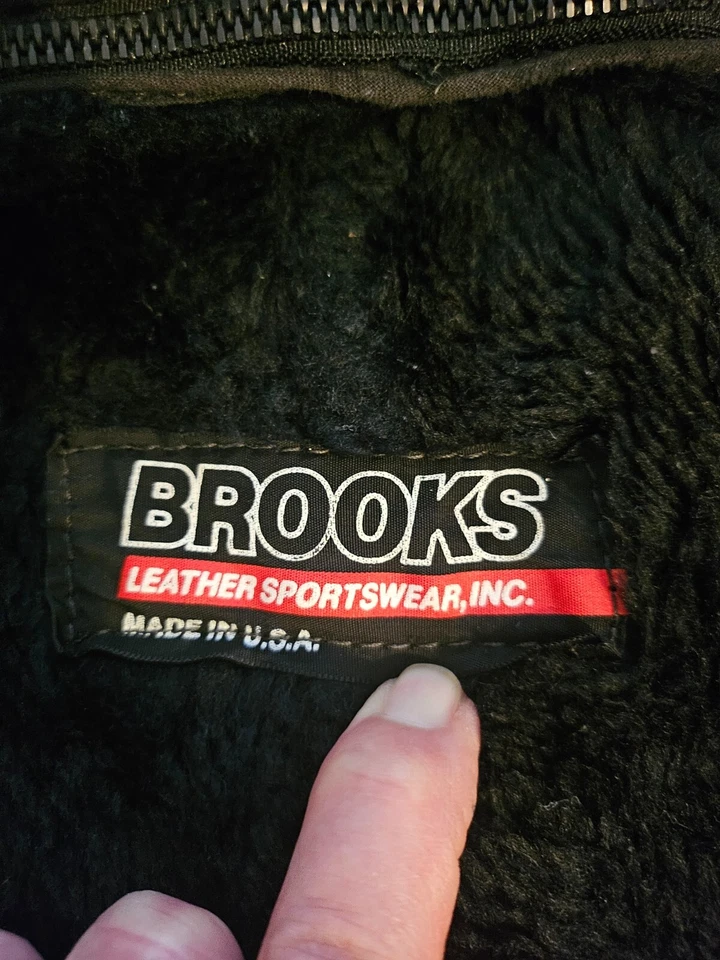 BROOKS
LEATHER SPORTSWEAR, INC.
MADE IN U.S.A.